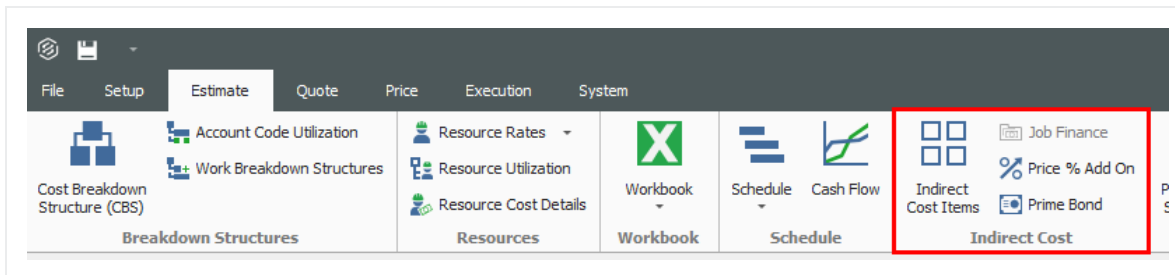 File Setup Estimate Quote Price Execution System
Cost Breakdown
Structure (CBS)
Account Code Utilization
Work Breakdown Structures
Breakdown Structures
Resource Rates
Resource Utilization
Resource Cost Details
Resources
Workbook
Workbook
Schedule
Cash Flow
Schedule
Indirect
Cost Items
Job Finance
Price % Add On
Prime Bond
Indirect Cost